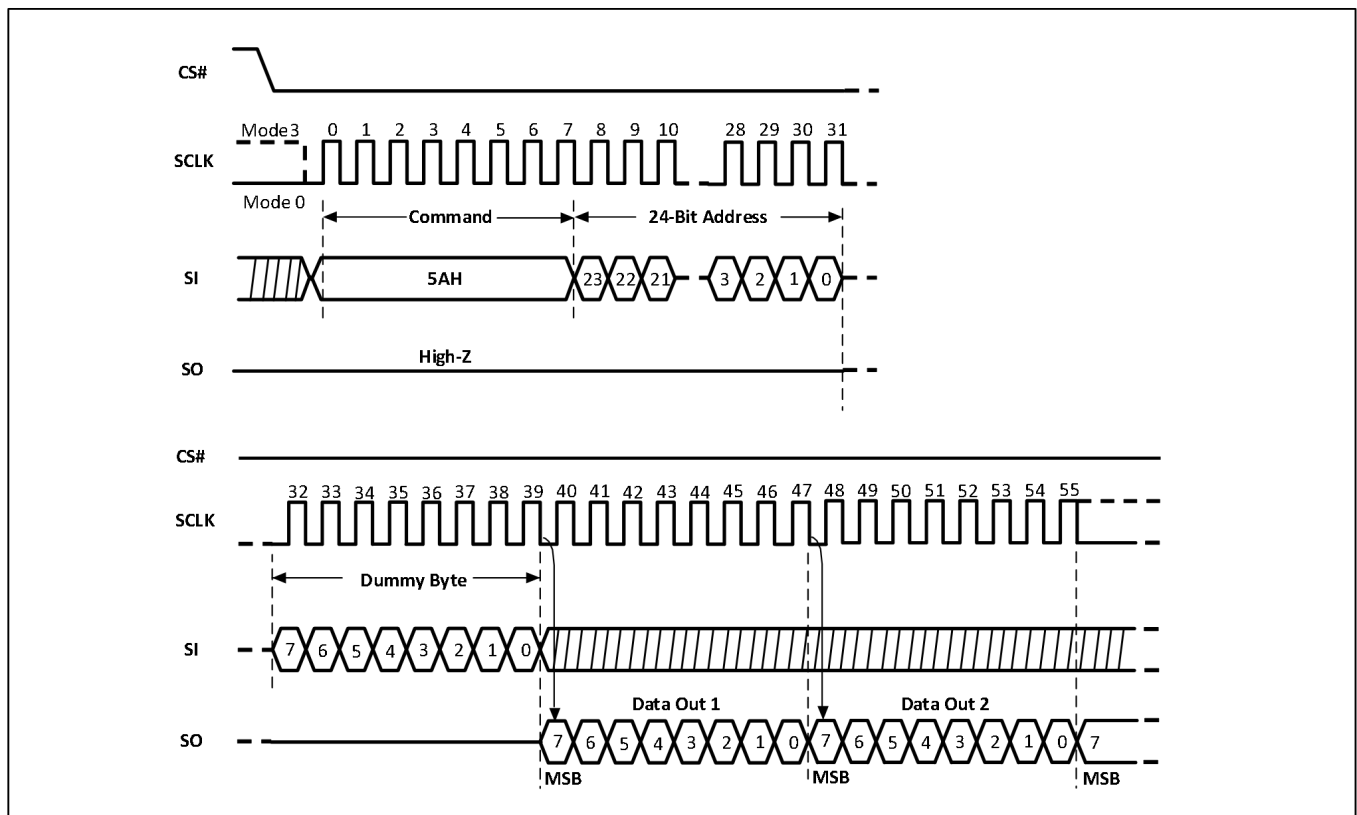 CS#
Mode3 0 1 2 3 4 5 6 7 8 9 10 28 29 30 31
SCLK
Mode 0
Command 24-Bit Address
SI 5AH 23 22 21 3 2 1 0
High-Z
SO
CS#
32 33 34 35 36 37 38 39 40 41 42 43 44 45 46 47 48 49 50 51 52 53 54 55
SCLK
Dummy Byte
SI 7 6 5 4 3 2 1 0
Data Out 1 Data Out 2
SO 7 6 5 4 3 2 1 0 7 6 5 4 3 2 1 0 7
MSB MSB MSB